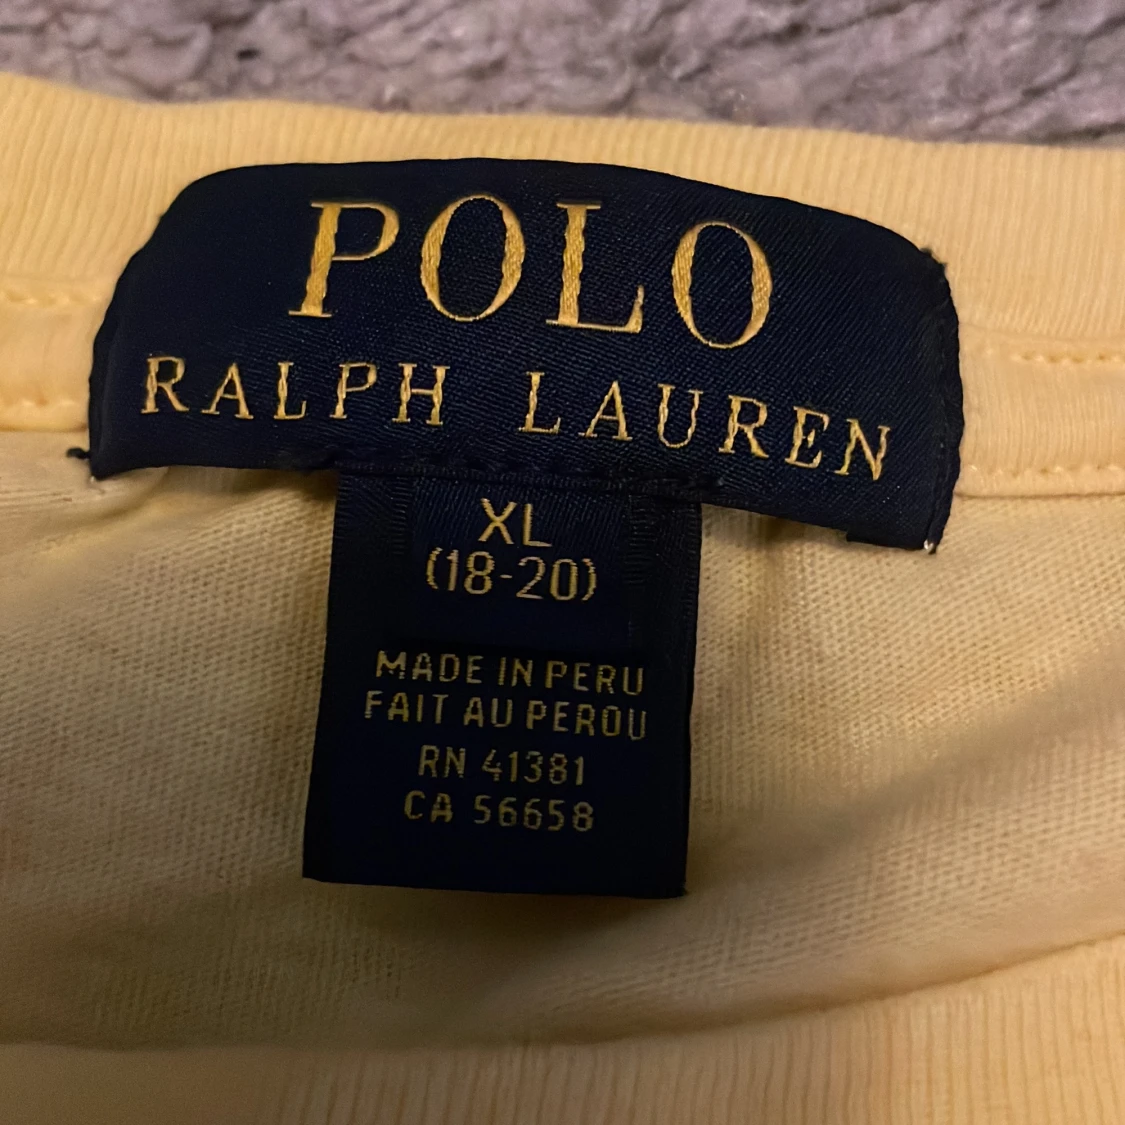 POLO
RALPH LAUREN
XL
(18-20)
MADE IN PERU
FAIT AU PEROU
RN 41381
CA 56658